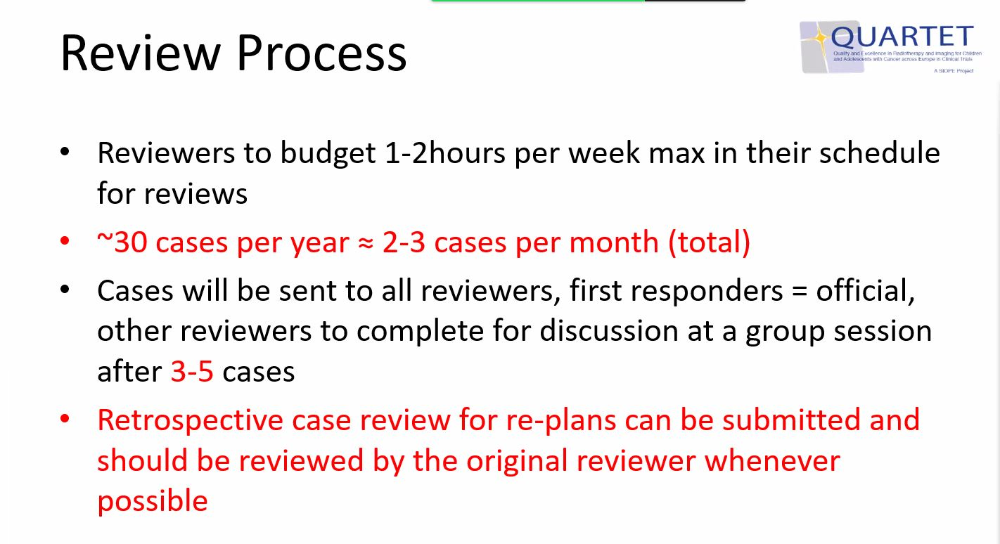 Review Process
QUARTET
Quality and Excellence in Radiotherapy and Imaging for Children
and Adolescents with Cancer across Europe in Clinical Trials
A SIOPE Project
• Reviewers to budget 1-2hours per week max in their schedule
for reviews
• ~30 cases per year ≈ 2-3 cases per month (total)
• Cases will be sent to all reviewers, first responders = official,
other reviewers to complete for discussion at a group session
after 3-5 cases
• Retrospective case review for re-plans can be submitted and
should be reviewed by the original reviewer whenever
possible